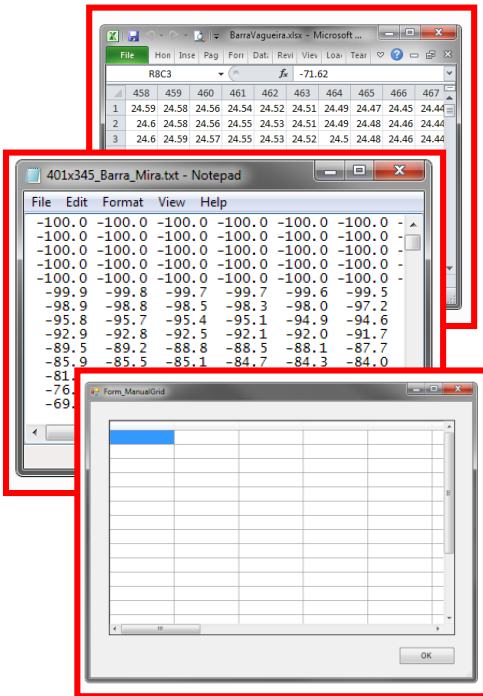 BarraVagueira.xlsx - Microsoft ...
File Hon Inse Pag Forr Data Revi Viev Loa Tear
R8C3 fx -71.62
458 459 460 461 462 463 464 465 466 467
1 24.59 24.58 24.56 24.54 24.52 24.51 24.49 24.47 24.45 24.44
2 24.6 24.58 24.56 24.55 24.53 24.51 24.49 24.48 24.46 24.44
3 24.6 24.59 24.57 24.55 24.53 24.52 24.5 24.48 24.46 24.44
401x345_Barra_Mira.txt - Notepad
File Edit Format View Help
-100.0 -100.0 -100.0 -100.0 -100.0 -100.0 -
-100.0 -100.0 -100.0 -100.0 -100.0 -100.0 -
-100.0 -100.0 -100.0 -100.0 -100.0 -100.0 -
-100.0 -100.0 -100.0 -100.0 -100.0 -100.0 -
-100.0 -100.0 -100.0 -100.0 -100.0 -100.0 -
-99.9 -99.8 -99.7 -99.7 -99.6 -99.5
-98.9 -98.8 -98.5 -98.3 -98.0 -97.2
-95.8 -95.7 -95.4 -95.1 -94.9 -94.6
-92.9 -92.8 -92.5 -92.1 -92.0 -91.7
-89.5 -89.2 -88.8 -88.5 -88.1 -87.7
-85.9 -85.5 -85.1 -84.7 -84.3 -84.0
-81.
-76.
-69.
Form_ManualGrid
OK